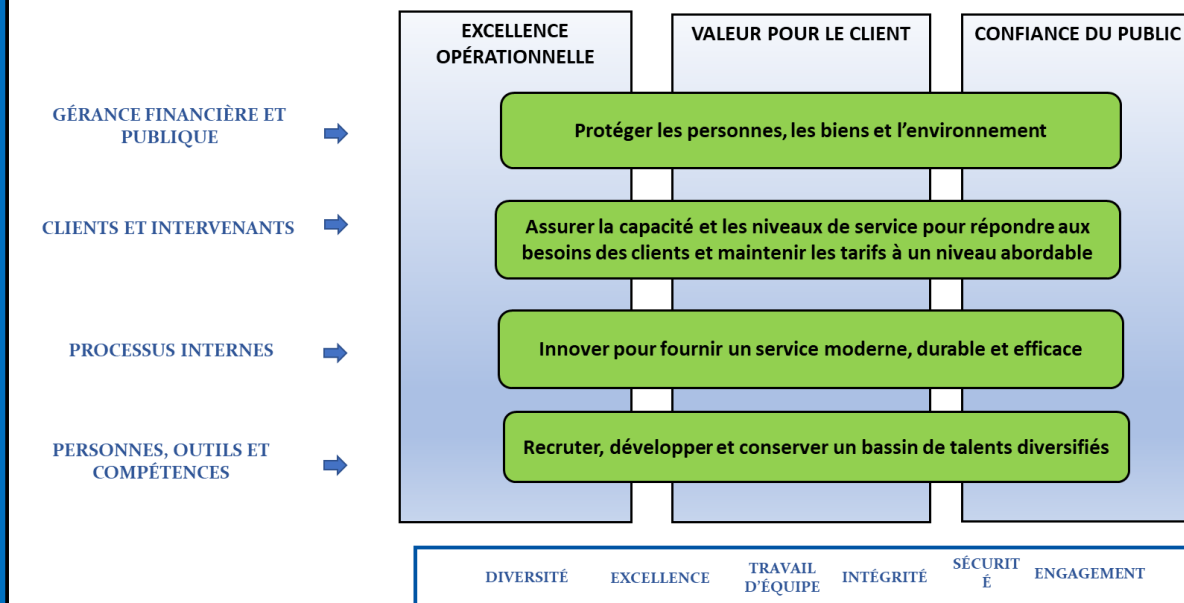 EXCELLENCE
OPÉRATIONNELLE
VALEUR POUR LE CLIENT
CONFIANCE DU PUBLIC
GÉRANCE FINANCIÈRE ET
PUBLIQUE
Protéger les personnes, les biens et l’environnement
CLIENTS ET INTERVENANTS
Assurer la capacité et les niveaux de service pour répondre aux
besoins des clients et maintenir les tarifs à un niveau abordable
PROCESSUS INTERNES
Innover pour fournir un service moderne, durable et efficace
PERSONNES, OUTILS ET
COMPÉTENCES
Recruter, développer et conserver un bassin de talents diversifiés
DIVERSITÉ
EXCELLENCE
TRAVAIL
D’ÉQUIPE
INTÉGRITÉ
SÉCURIT
É
ENGAGEMENT